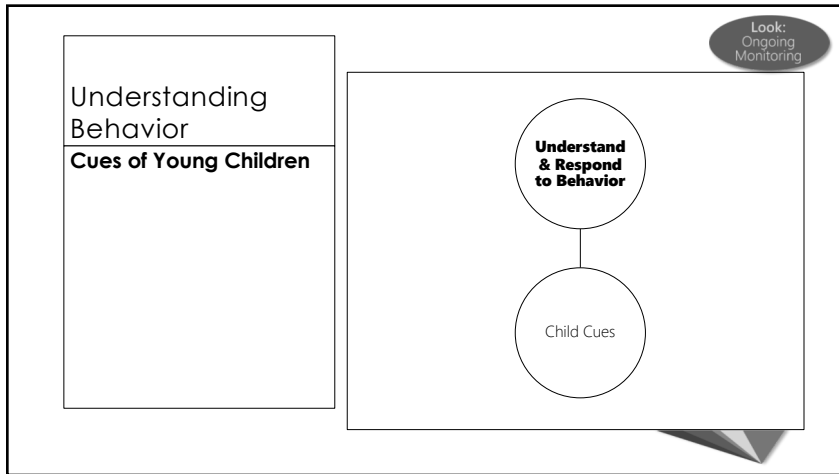 Look:
Ongoing
Monitoring
Understanding
Behavior
Cues of Young Children
Understand
& Respond
to Behavior
Child Cues